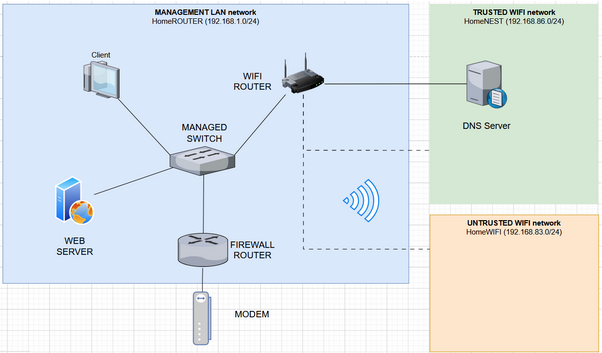 MANAGEMENT LAN network
HomeROUTER (192.168.1.0/24)
TRUSTED WIFI network
HomeNEST (192.168.86.0/24)
Client
WIFI
ROUTER
DNS Server
MANAGED
SWITCH
WEB
SERVER
FIREWALL
ROUTER
UNTRUSTED WIFI network
HomeWIFI (192.168.83.0/24)
MODEM